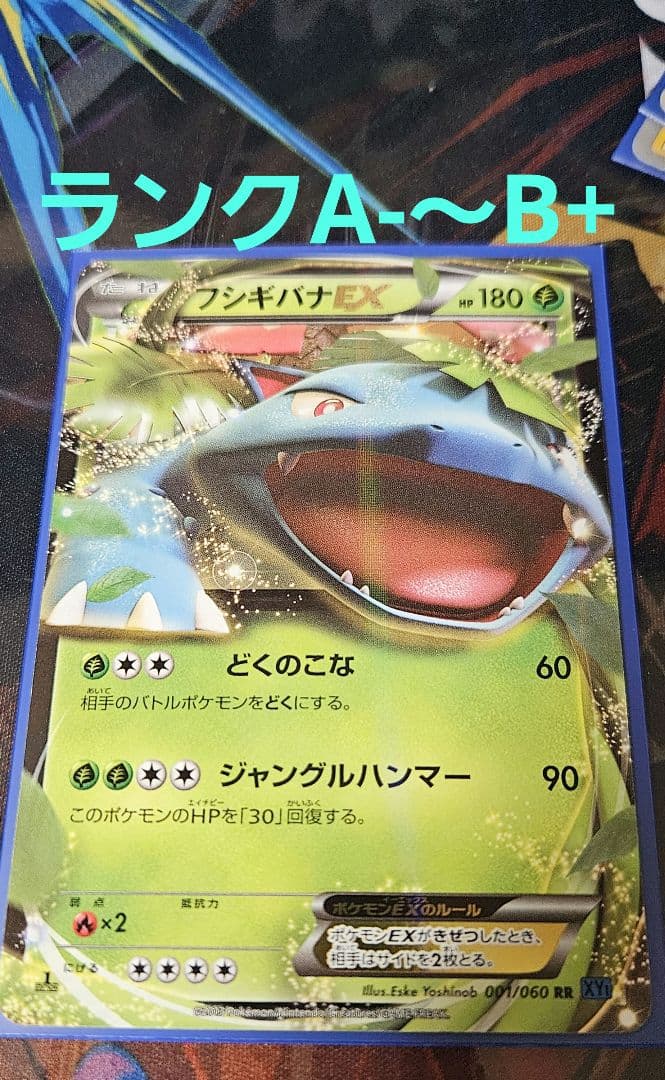 ランクA-～B+
たね
フシギバナEX HP 180
どくのこな 60
相手のバトルポケモンをどくにする。
ジャングルハンマー 90
このポケモンのHPを「30」回復する。
弱点 抵抗力
×2
にげる
ポケモンEXのルール
ポケモンEXがきぜつしたとき、
相手はサイドを2枚とる。
Illus. Eske Yoshinob 001/060 RR XY1